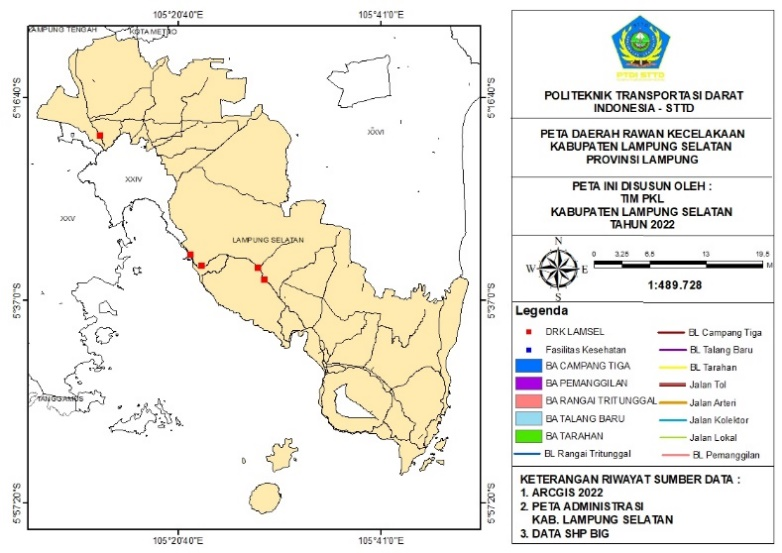 105°20'40"E
105°41'0"E
LAMPUNG TENGAH
KOTA METRO
5°16'40"S
5°16'40"S
XXVI
XXIV
XXV
LAMPUNG SELATAN
5°37'0"S
5°37'0"S
TANGGAMUS
5°57'20"S
5°57'20"S
105°20'40"E
105°41'0"E
PTDI STTD
POLITEKNIK TRANSPORTASI DARAT
INDONESIA - STTD
PETA DAERAH RAWAN KECELAKAAN
KABUPATEN LAMPUNG SELATAN
PROVINSI LAMPUNG
PETA INI DISUSUN OLEH :
TIM PKL
KABUPATEN LAMPUNG SELATAN
TAHUN 2022
N
W E
S
0 3.25 6.5 13 19.5
M
1:489.728
Legenda
DRK LAMSEL
Fasilitas Kesehatan
BA CAMPANG TIGA
BA PEMANGGILAN
BA RANGAI TRITUNGGAL
BA TALANG BARU
BA TARAHAN
BL Rangai Tritunggal
BL Campang Tiga
BL Talang Baru
BL Tarahan
Jalan Tol
Jalan Arteri
Jalan Kolektor
Jalan Lokal
BL Pemanggilan
KETERANGAN RIWAYAT SUMBER DATA :
1. ARCGIS 2022
2. PETA ADMINISTRASI
KAB. LAMPUNG SELATAN
3. DATA SHP BIG